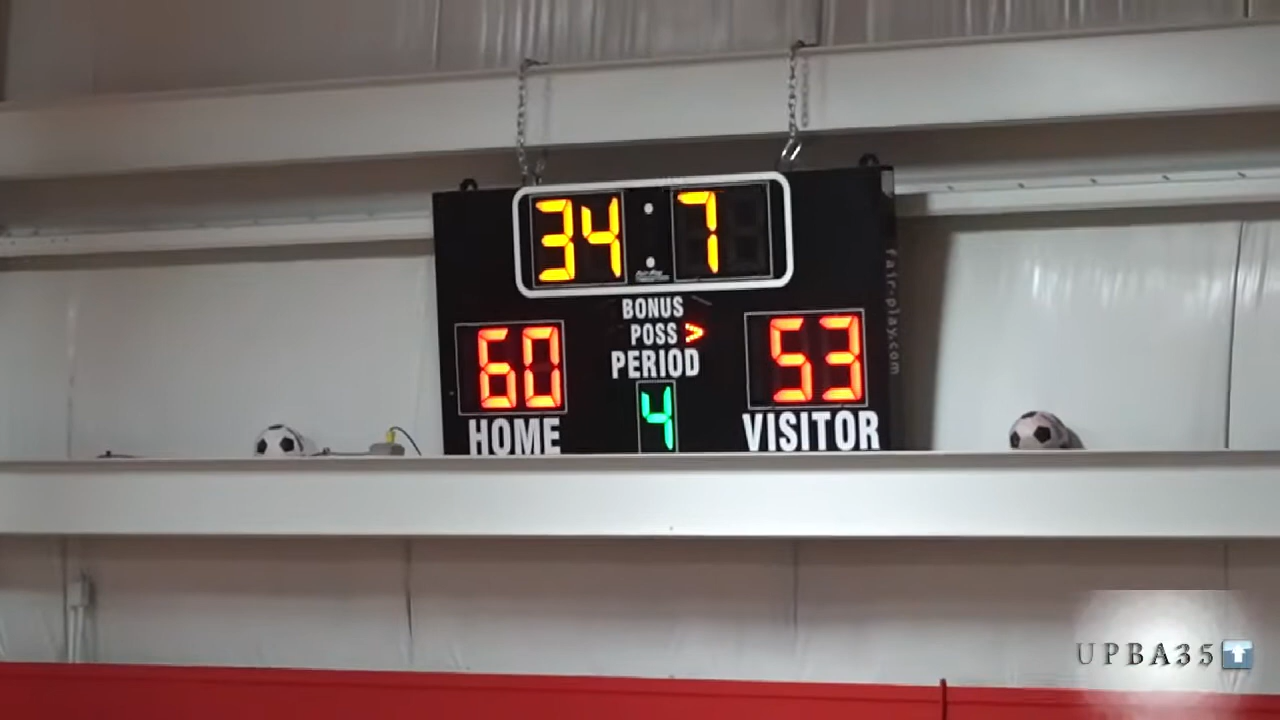 34 : 7
BONUS
POSS >
PERIOD
60
4
53
HOME
VISITOR
fair-play.com
UPBA35⬆